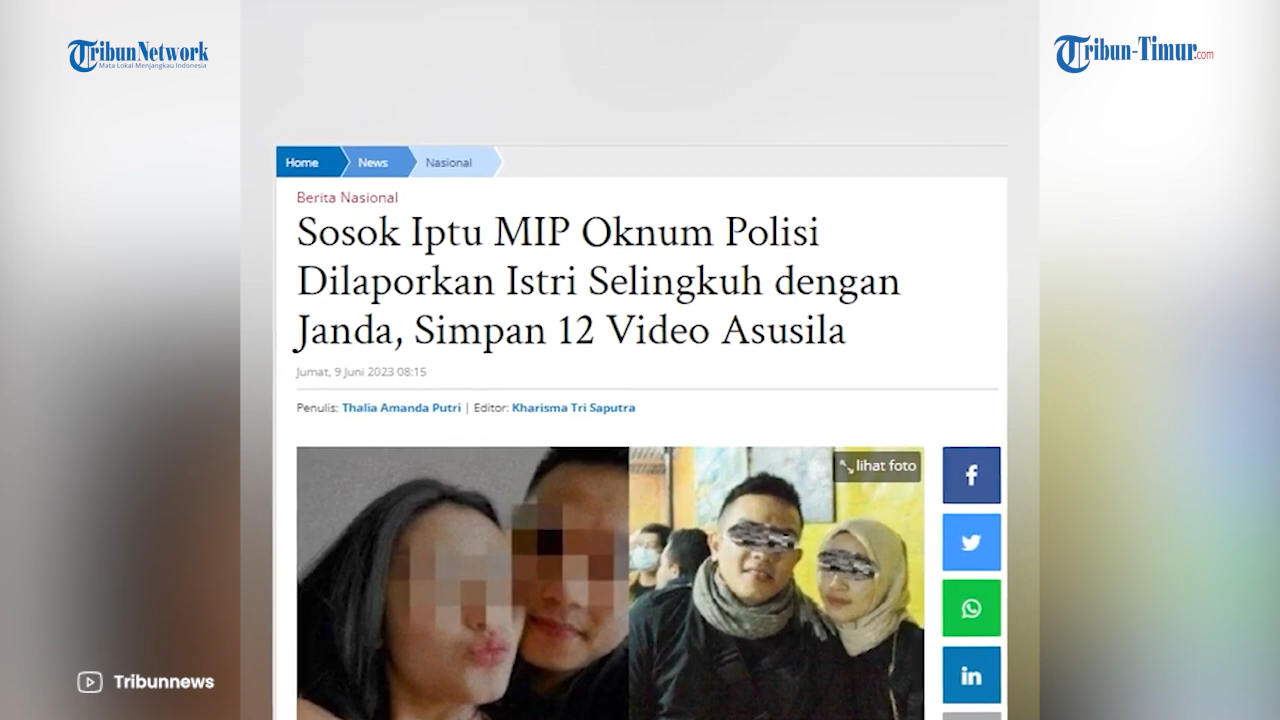 TribunNetwork
Mata Lokal Menjangkau Indonesia
Tribun-Timur.com
Home
News
Nasional
Berita Nasional
Sosok Iptu MIP Oknum Polisi
Dilaporkan Istri Selingkuh dengan
Janda, Simpan 12 Video Asusila
Jumat, 9 Juni 2023 08:15
Penulis: Thalia Amanda Putri | Editor: Kharisma Tri Saputra
lihat foto
f
in
Tribunnews